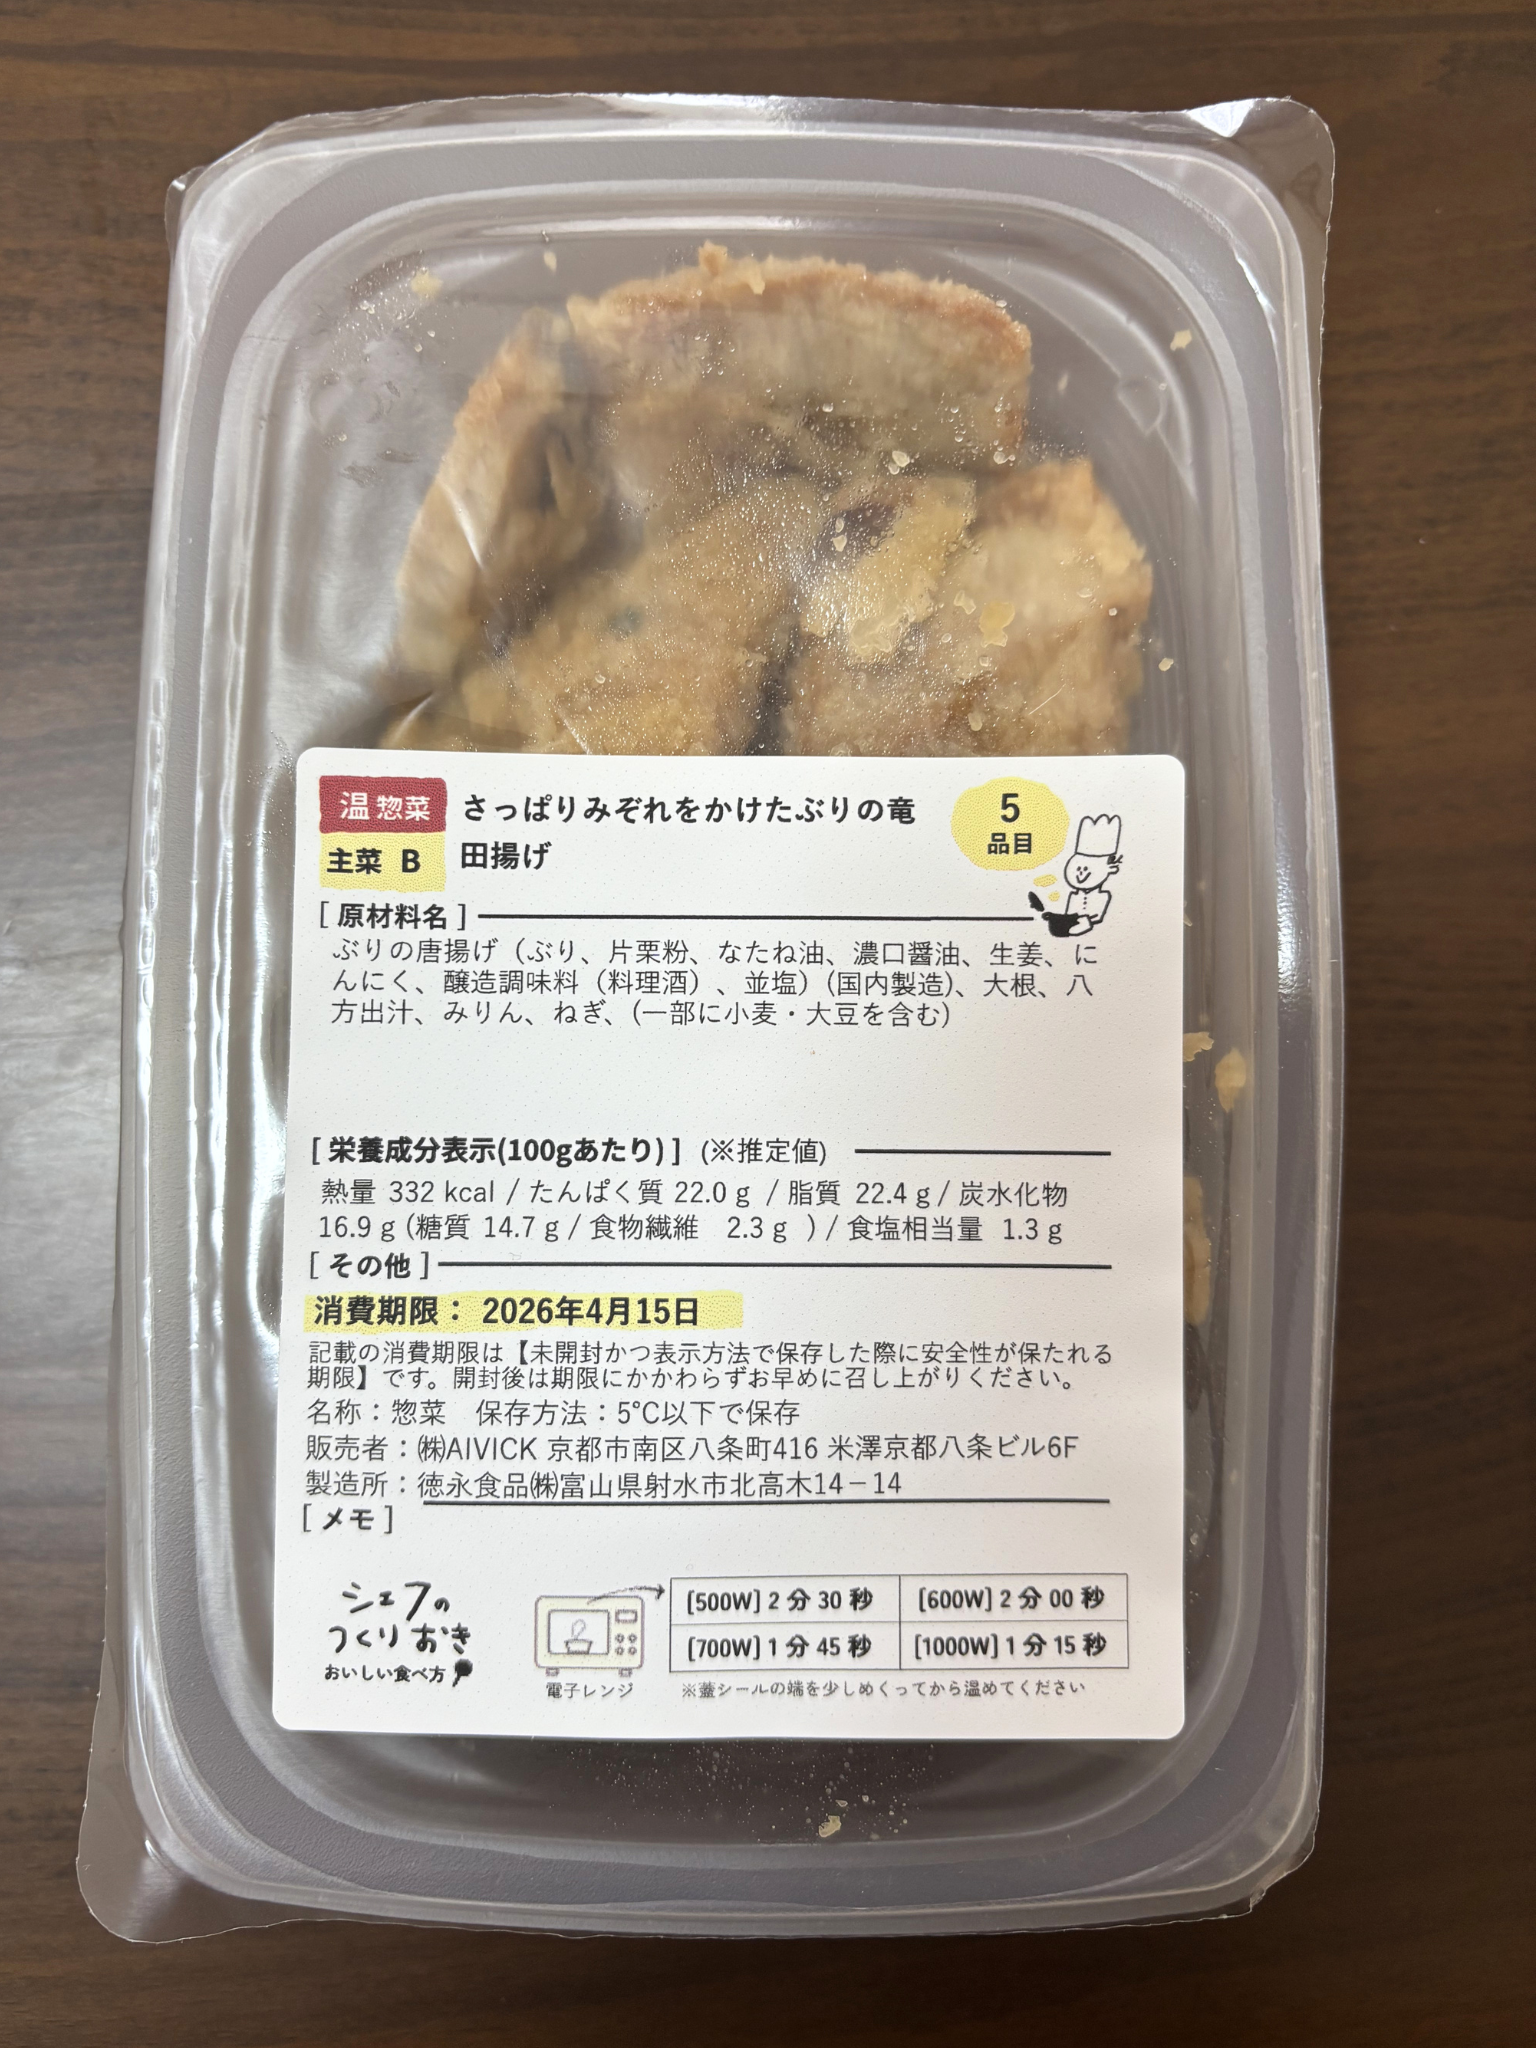 温 惣菜
主菜 B
さっぱりみぞれをかけたぶりの竜
田揚げ
5
品目
[ 原材料名 ]
ぶりの唐揚げ（ぶり、片栗粉、なたね油、濃口醤油、生姜、に
んにく、醸造調味料（料理酒）、並塩）(国内製造)、大根、八
方出汁、みりん、ねぎ、(一部に小麦・大豆を含む)
[ 栄養成分表示(100gあたり) ] (※推定値)
熱量 332 kcal / たんぱく質 22.0 g / 脂質 22.4 g / 炭水化物
16.9 g (糖質 14.7 g / 食物繊維 2.3 g ) / 食塩相当量 1.3 g
[ その他 ]
消費期限： 2026年4月15日
記載の消費期限は【未開封かつ表示方法で保存した際に安全性が保たれる
期限】です。開封後は期限にかかわらずお早めに召し上がりください。
名称：惣菜 保存方法：5℃以下で保存
販売者：㈱AIVICK 京都市南区八条町416 米澤京都八条ビル6F
製造所：徳永食品㈱富山県射水市北高木14－14
[ メモ ]
シェフの
つくりおき
おいしい食べ方
電子レンジ
[500W] 2 分 30 秒 [600W] 2 分 00 秒
[700W] 1 分 45 秒 [1000W] 1 分 15 秒
※蓋シールの端を少しめくってから温めてください